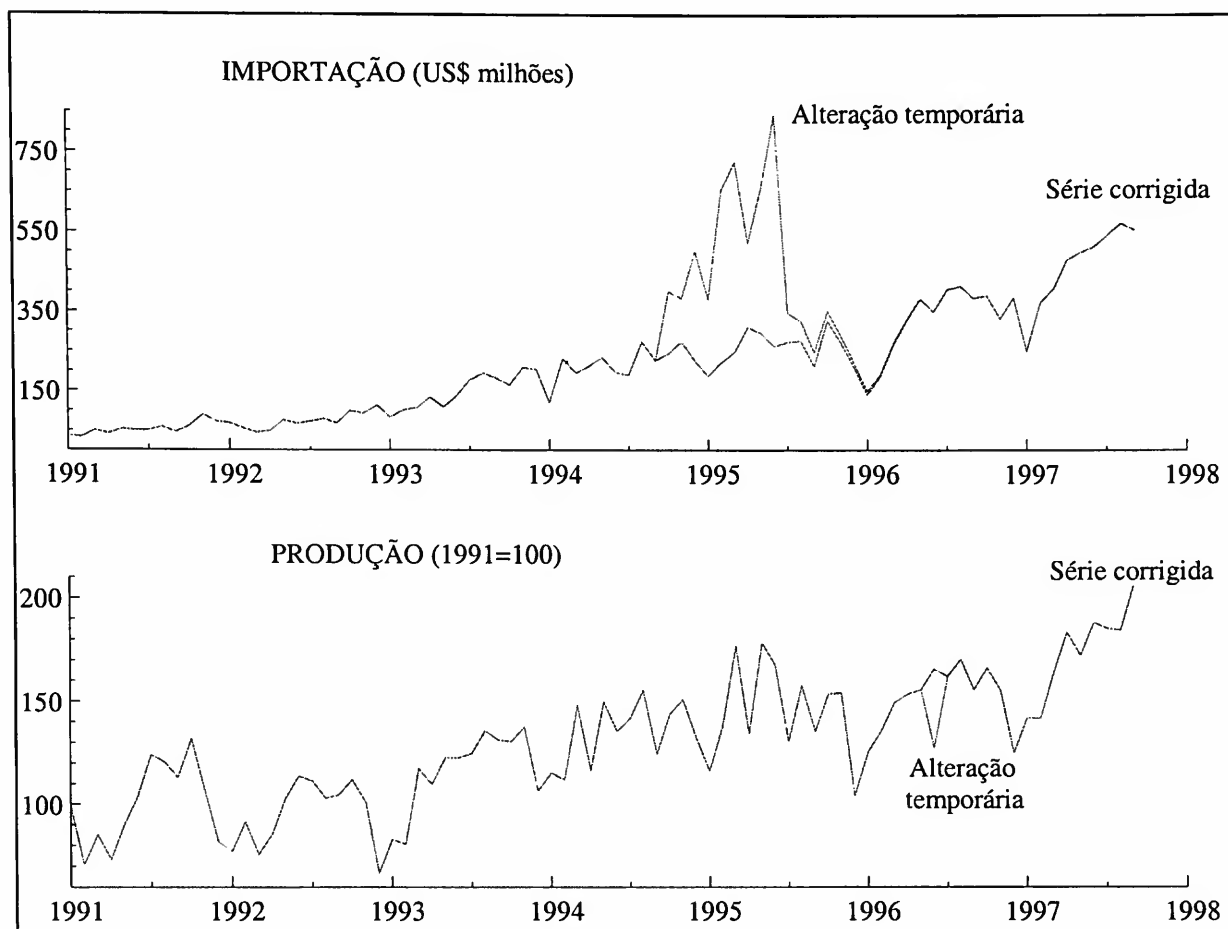 IMPORTAÇÃO (US$ milhões)
Alteração temporária
750
Série corrigida
550
350
150
1991 1992 1993 1994 1995 1996 1997 1998
PRODUÇÃO (1991=100)
Série corrigida
200
150
Alteração
temporária
100
1991 1992 1993 1994 1995 1996 1997 1998